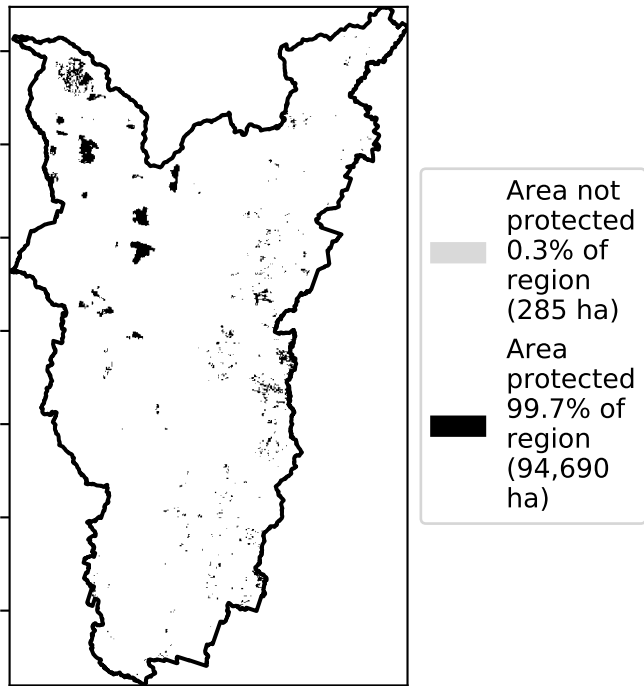 Area not
protected
0.3% of
region
(285 ha)
Area
protected
99.7% of
region
(94,690
ha)